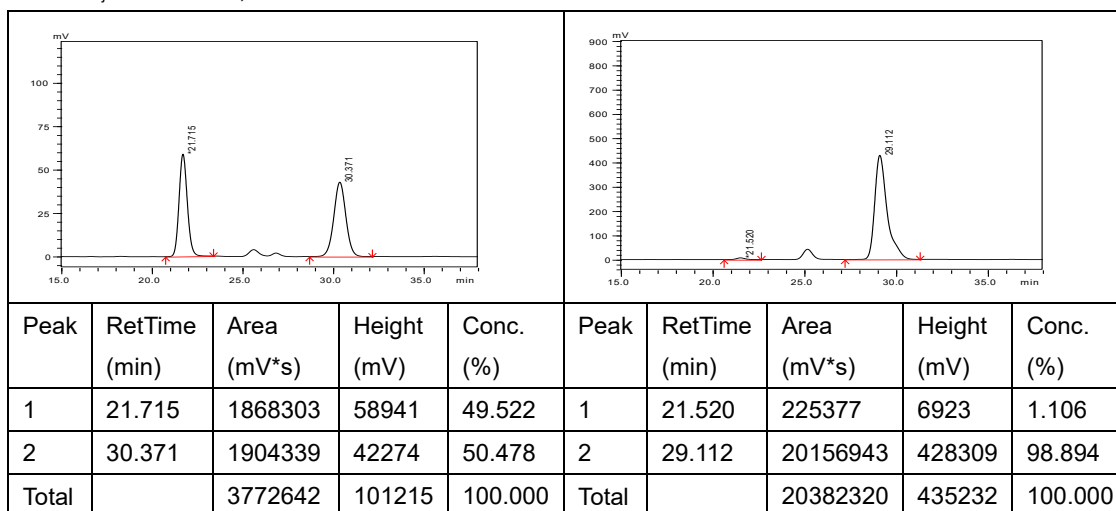 mV
100
75
50
25
0
*21.715
30.371
15.0 20.0 25.0 30.0 35.0 min
mV
900
800
700
600
500
400
300
200
100
0
*21.520
29.112
15.0 20.0 25.0 30.0 35.0 min
Peak RetTime (min) Area (mV*s) Height (mV) Conc. (%) Peak RetTime (min) Area (mV*s) Height (mV) Conc. (%)
1 21.715 1868303 58941 49.522 1 21.520 225377 6923 1.106
2 30.371 1904339 42274 50.478 2 29.112 20156943 428309 98.894
Total 3772642 101215 100.000 Total 20382320 435232 100.000